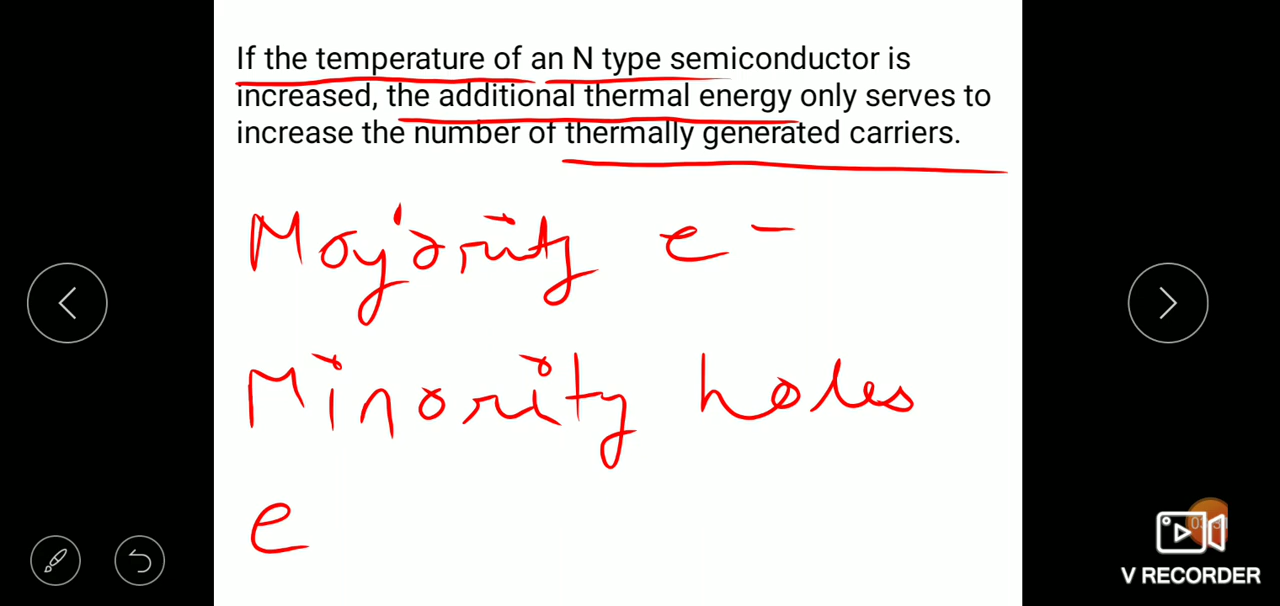 If the temperature of an N type semiconductor is
increased, the additional thermal energy only serves to
increase the number of thermally generated carriers.
Majority e -
Minority holes
e
V RECORDER